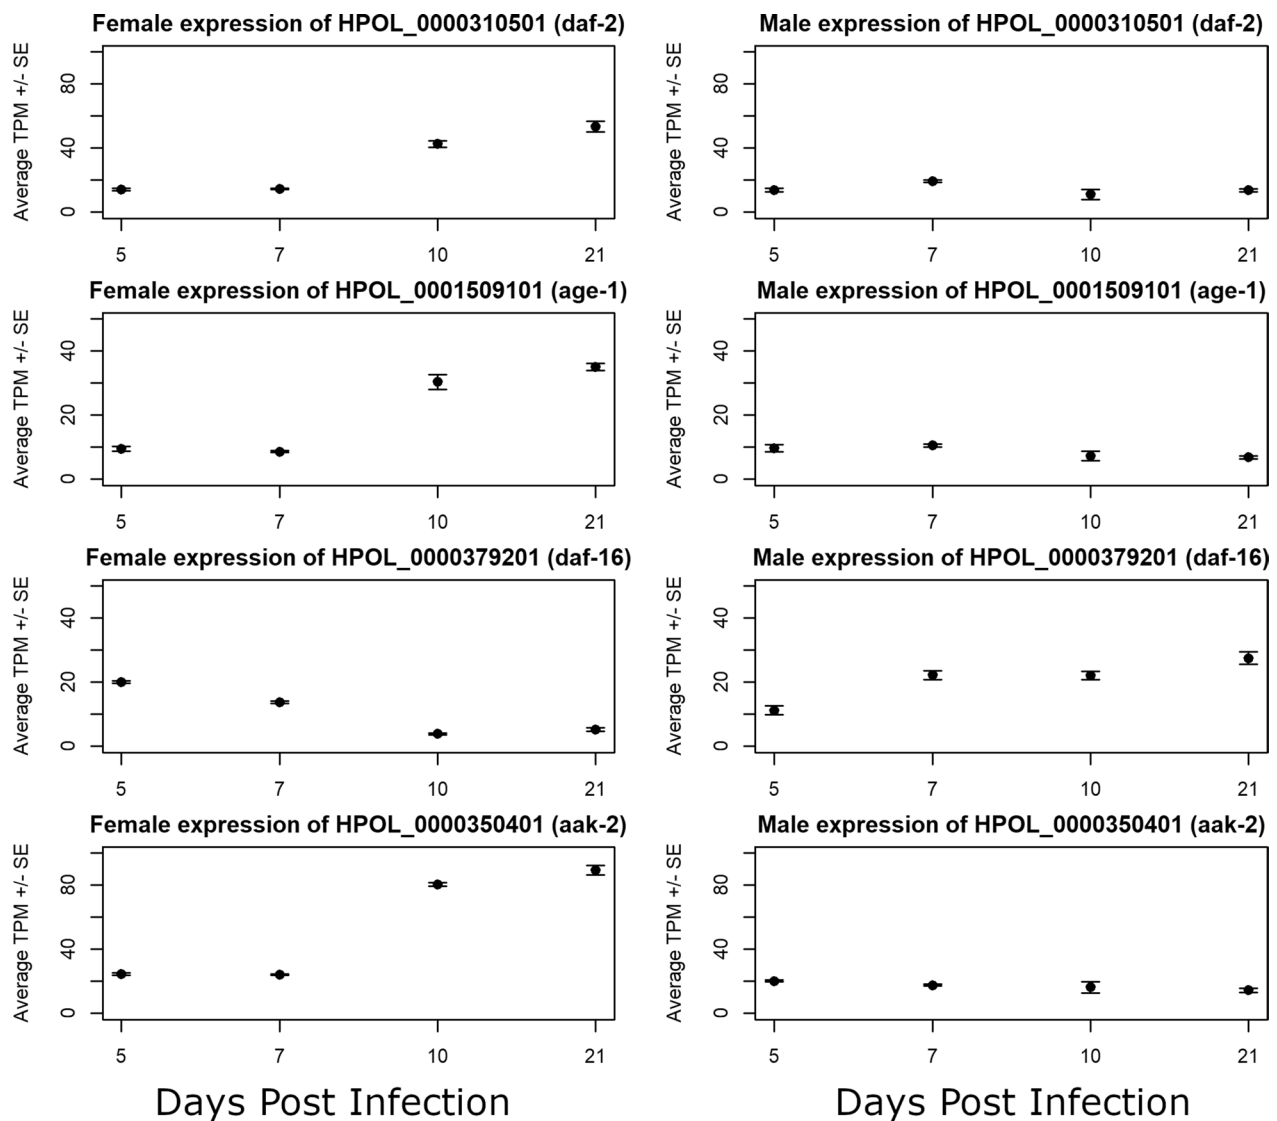 Female expression of HPOL_0000310501 (daf-2)
Average TPM +/- SE
80
40
0
5 7 10 21
Male expression of HPOL_0000310501 (daf-2)
Average TPM +/- SE
80
40
0
5 7 10 21
Female expression of HPOL_0001509101 (age-1)
Average TPM +/- SE
40
20
0
5 7 10 21
Male expression of HPOL_0001509101 (age-1)
Average TPM +/- SE
40
20
0
5 7 10 21
Female expression of HPOL_0000379201 (daf-16)
Average TPM +/- SE
40
20
0
5 7 10 21
Male expression of HPOL_0000379201 (daf-16)
Average TPM +/- SE
40
20
0
5 7 10 21
Female expression of HPOL_0000350401 (aak-2)
Average TPM +/- SE
80
40
0
5 7 10 21
Male expression of HPOL_0000350401 (aak-2)
Average TPM +/- SE
80
40
0
5 7 10 21
Days Post Infection
Days Post Infection